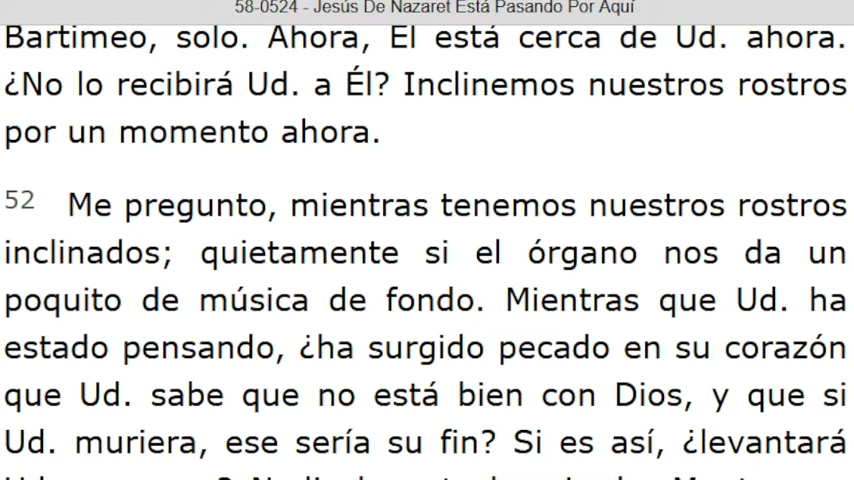 58-0524 - Jesús De Nazaret Está Pasando Por Aquí
Bartimeo, solo. Ahora, Él está cerca de Ud. ahora.
¿No lo recibirá Ud. a Él? Inclinemos nuestros rostros
por un momento ahora.
52 Me pregunto, mientras tenemos nuestros rostros
inclinados; quietamente si el órgano nos da un
poquito de música de fondo. Mientras que Ud. ha
estado pensando, ¿ha surgido pecado en su corazón
que Ud. sabe que no está bien con Dios, y que si
Ud. muriera, ese sería su fin? Si es así, ¿levantará